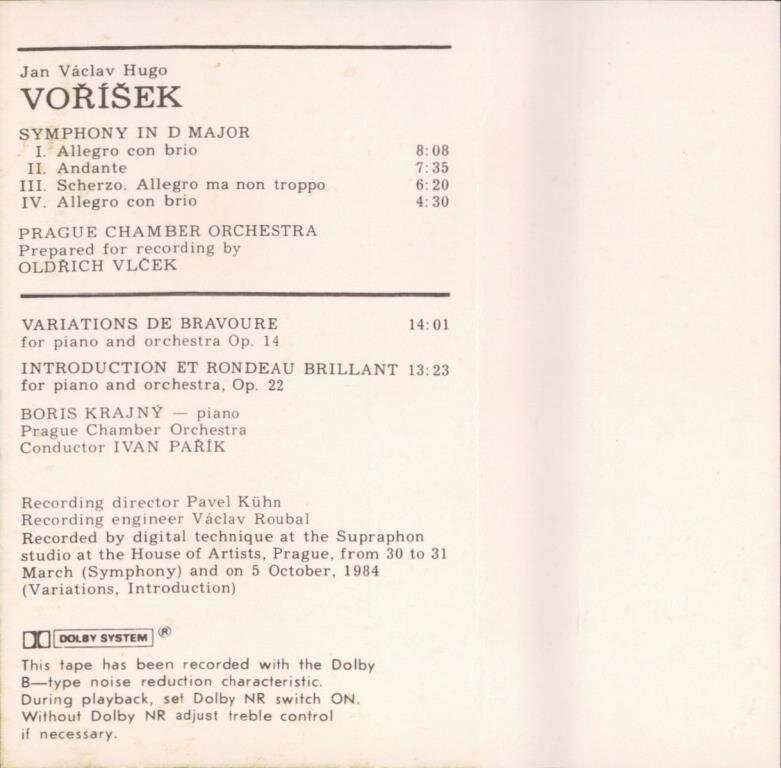 Jan Václav Hugo
VOŘÍŠEK
SYMPHONY IN D MAJOR
I. Allegro con brio 8:08
II. Andante 7:35
III. Scherzo. Allegro ma non troppo 6:20
IV. Allegro con brio 4:30
PRAGUE CHAMBER ORCHESTRA
Prepared for recording by
OLDŘICH VLČEK
VARIATIONS DE BRAVOURE 14:01
for piano and orchestra Op. 14
INTRODUCTION ET RONDEAU BRILLANT 13:23
for piano and orchestra, Op. 22
BORIS KRAJNÝ — piano
Prague Chamber Orchestra
Conductor IVAN PAŘÍK
Recording director Pavel Kühn
Recording engineer Václav Roubal
Recorded by digital technique at the Supraphon
studio at the House of Artists, Prague, from 30 to 31
March (Symphony) and on 5 October, 1984
(Variations, Introduction)
DOLBY SYSTEM ®
This tape has been recorded with the Dolby
B—type noise reduction characteristic.
During playback, set Dolby NR switch ON.
Without Dolby NR adjust treble control
if necessary.